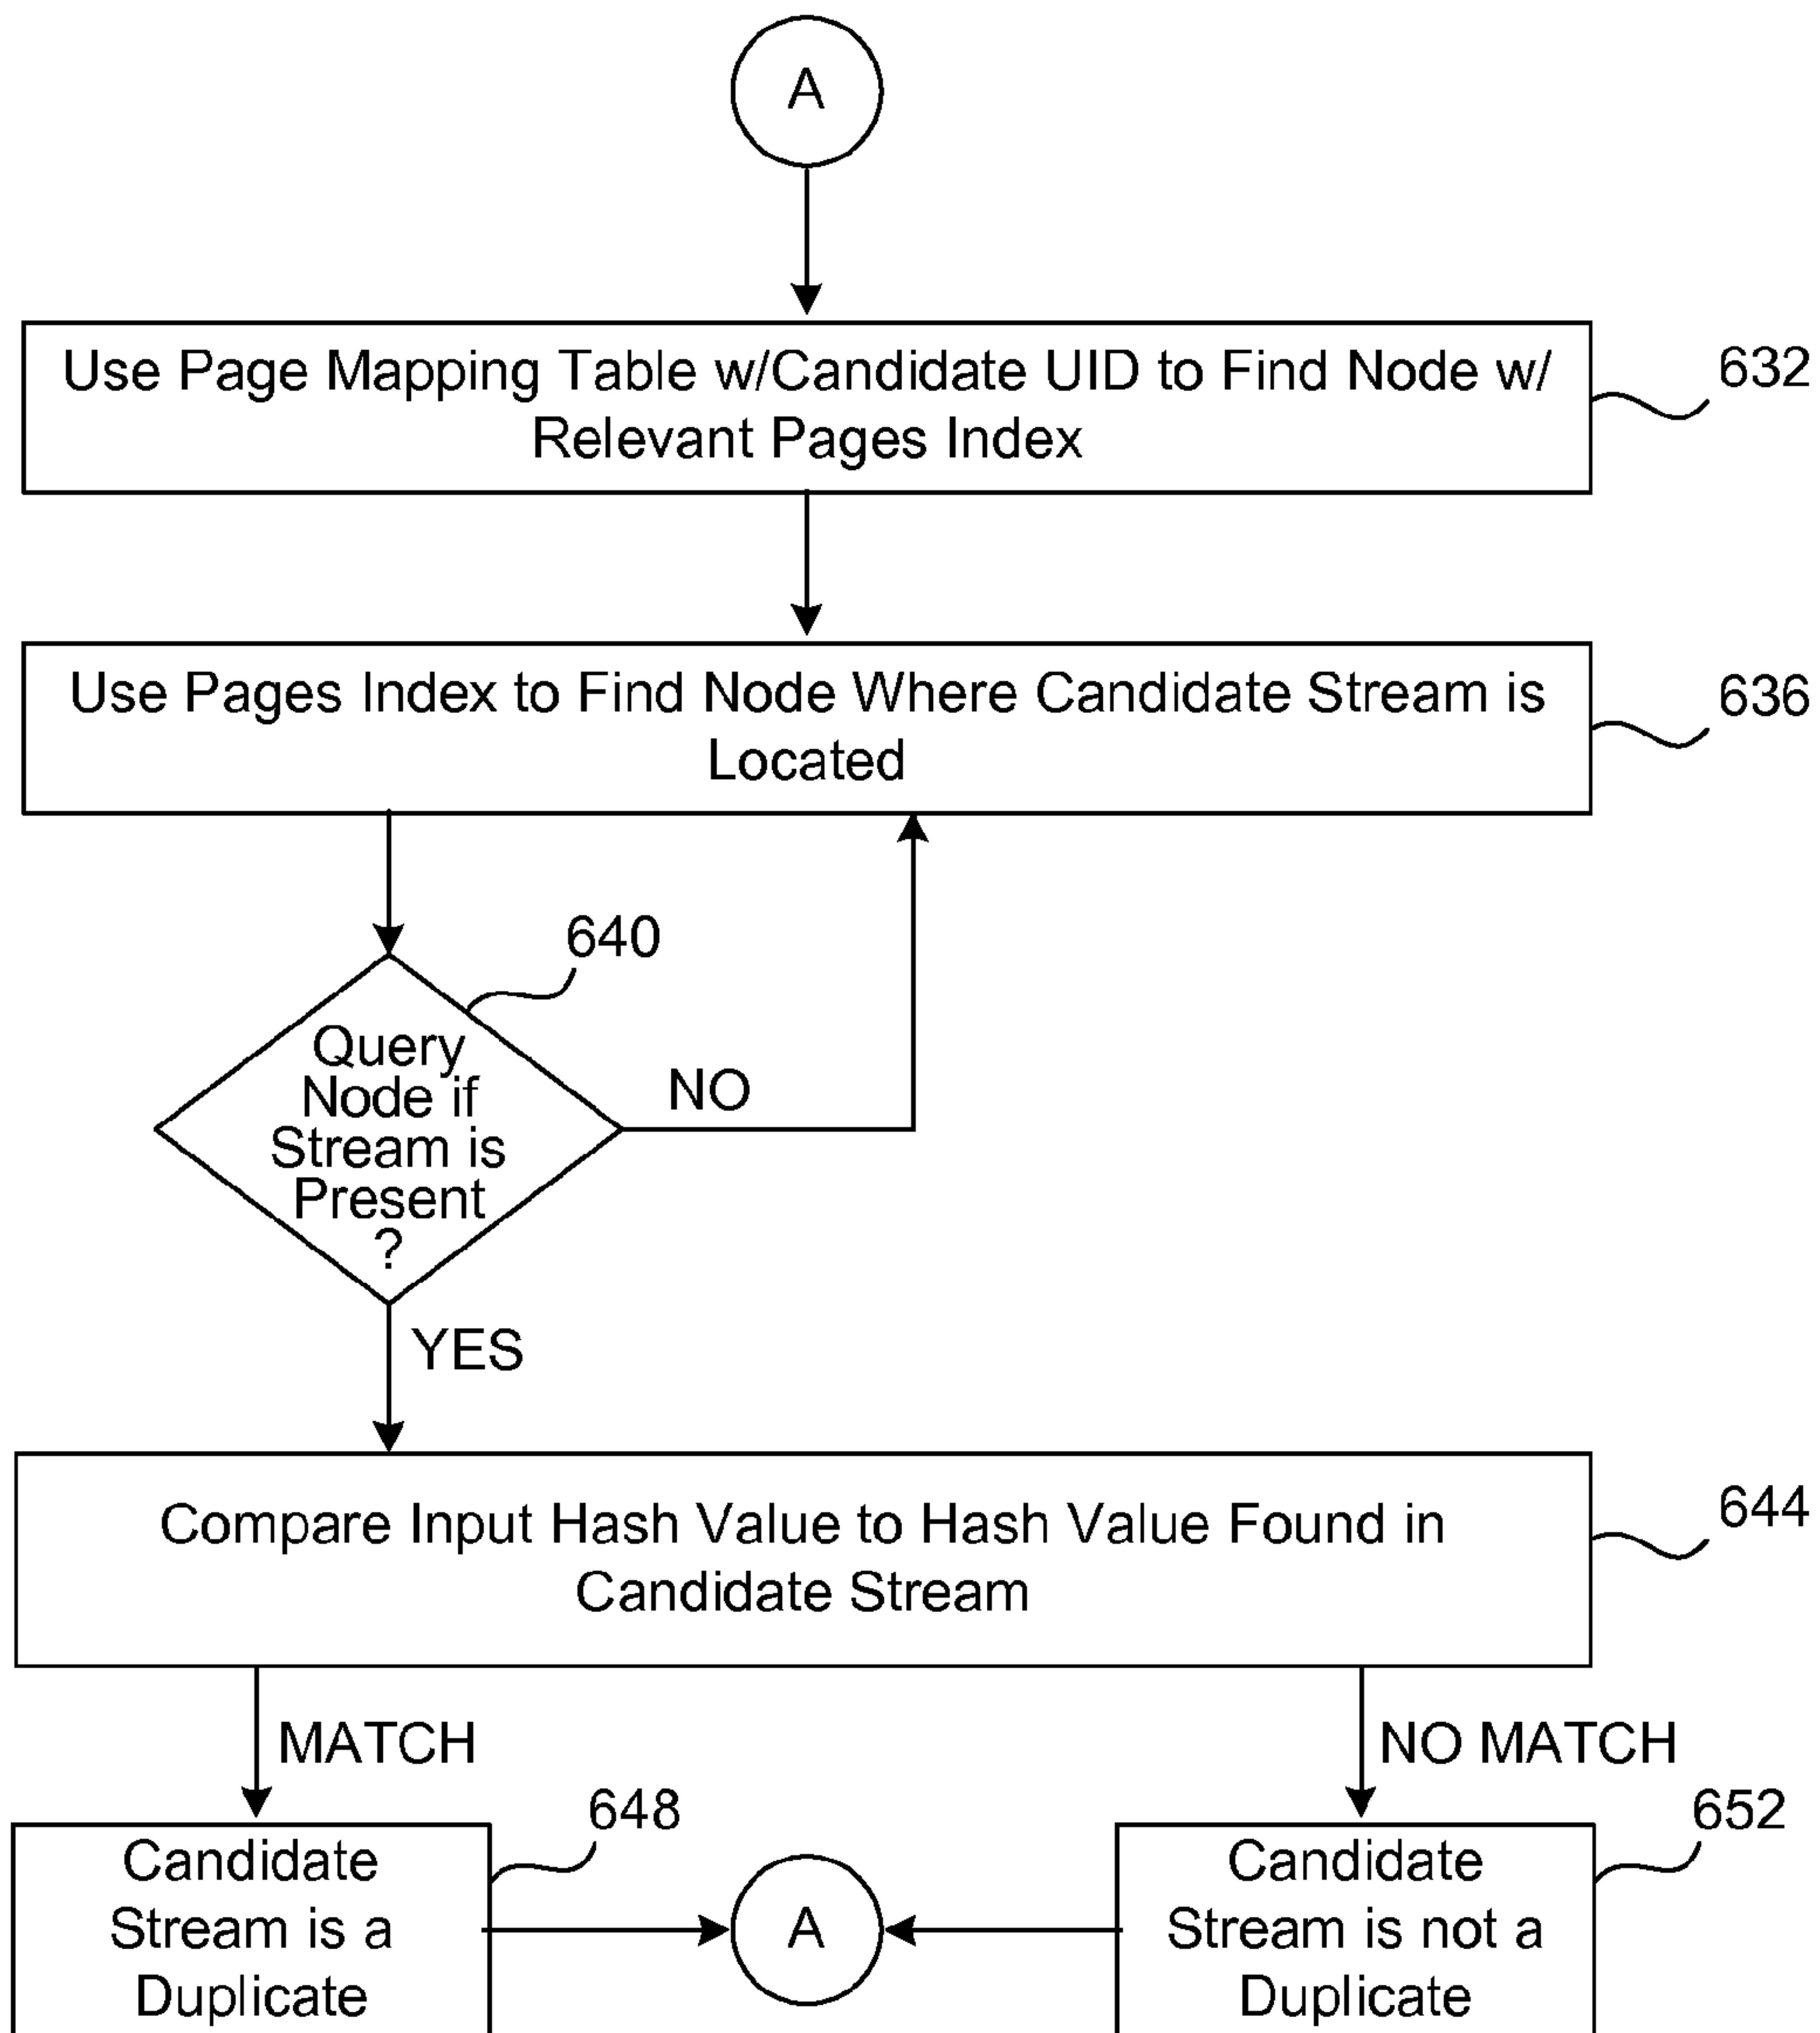 A
Use Page Mapping Table w/Candidate UID to Find Node w/
Relevant Pages Index
632
Use Pages Index to Find Node Where Candidate Stream is
Located
636
640
Query
Node if
Stream is
Present
?
NO
YES
Compare Input Hash Value to Hash Value Found in
Candidate Stream
644
MATCH
NO MATCH
648
652
Candidate
Stream is a
Duplicate
A
Candidate
Stream is not a
Duplicate